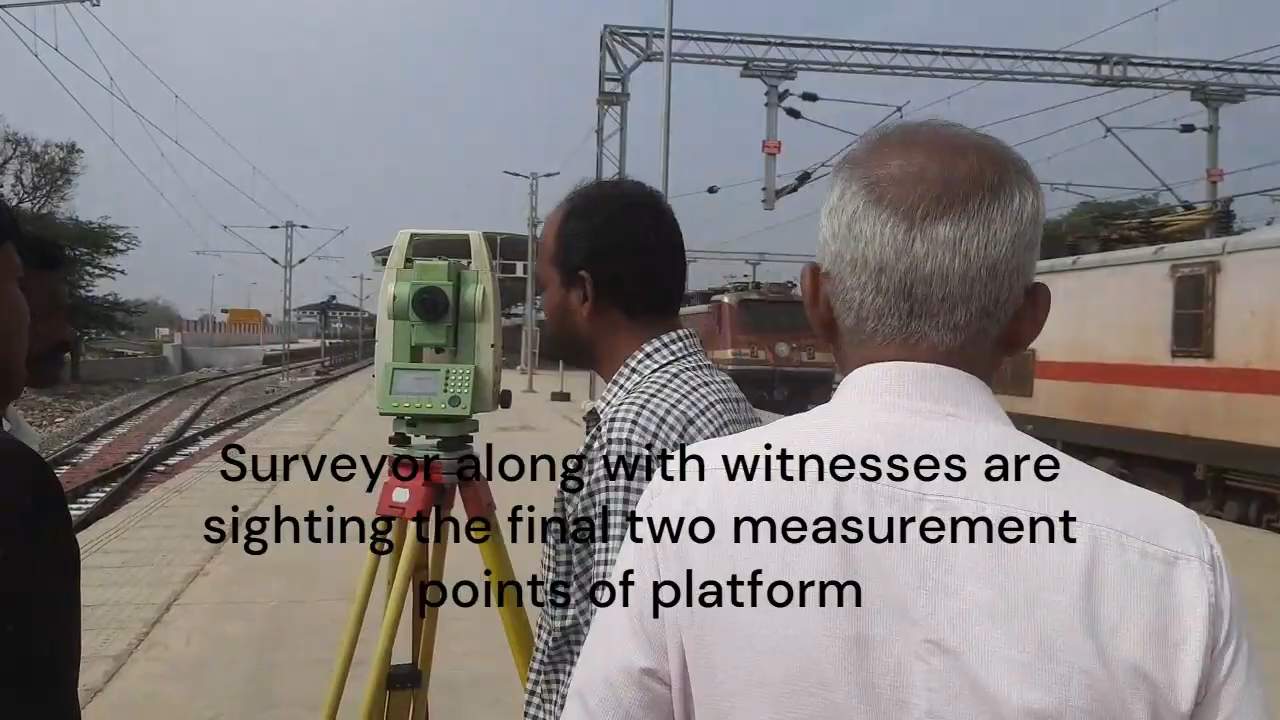 Surveyor along with witnesses are
sighting the final two measurement
points of platform